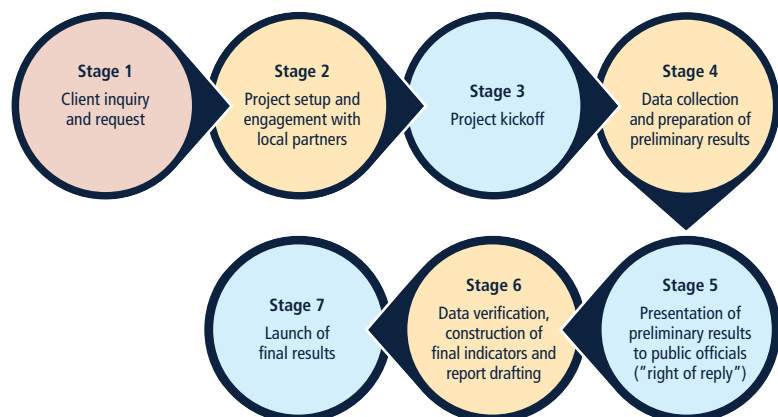 Stage 1
Client inquiry
and request
Stage 2
Project setup and
engagement with
local partners
Stage 3
Project kickoff
Stage 4
Data collection
and preparation of
preliminary results
Stage 5
Presentation of
preliminary results
to public officials
("right of reply")
Stage 6
Data verification,
construction of
final indicators and
report drafting
Stage 7
Launch of
final results